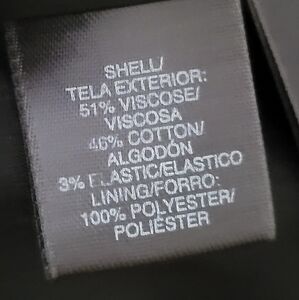 SHELL/
TELA EXTERIOR:
51% VISCOSE/
VISCOSA
46% COTTON/
ALGODÓN
3% ELASTIC/ELASTICO
LINING/FORRO:
100% POLYESTER/
POLIÉSTER